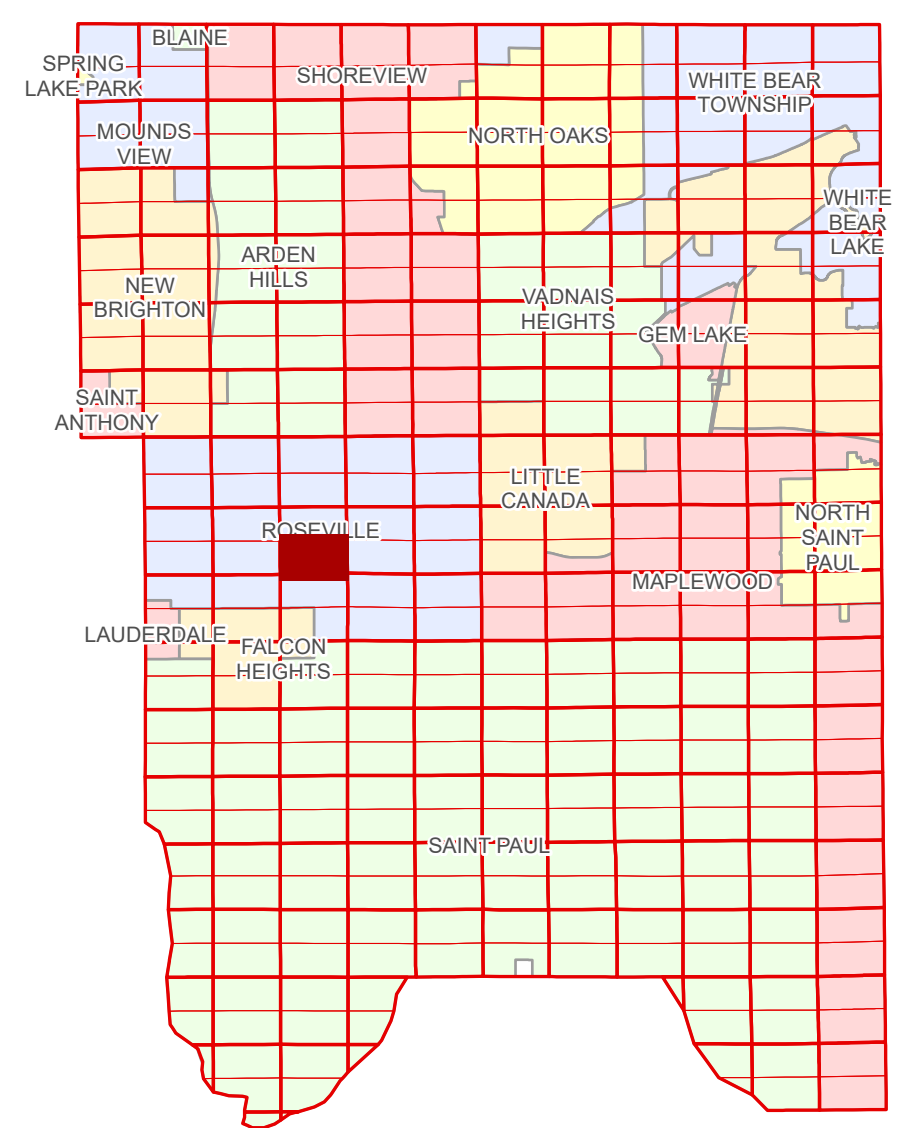 BLAINE
SPRING
LAKE PARK
SHOREVIEW
WHITE BEAR
TOWNSHIP
MOUNDS
VIEW
NORTH OAKS
WHITE
BEAR
LAKE
ARDEN
HILLS
NEW
BRIGHTON
VADNAIS
HEIGHTS
GEM LAKE
SAINT
ANTHONY
LITTLE
CANADA
NORTH
SAINT
PAUL
ROSEVILLE
MAPLEWOOD
LAUDERDALE
FALCON
HEIGHTS
SAINT PAUL